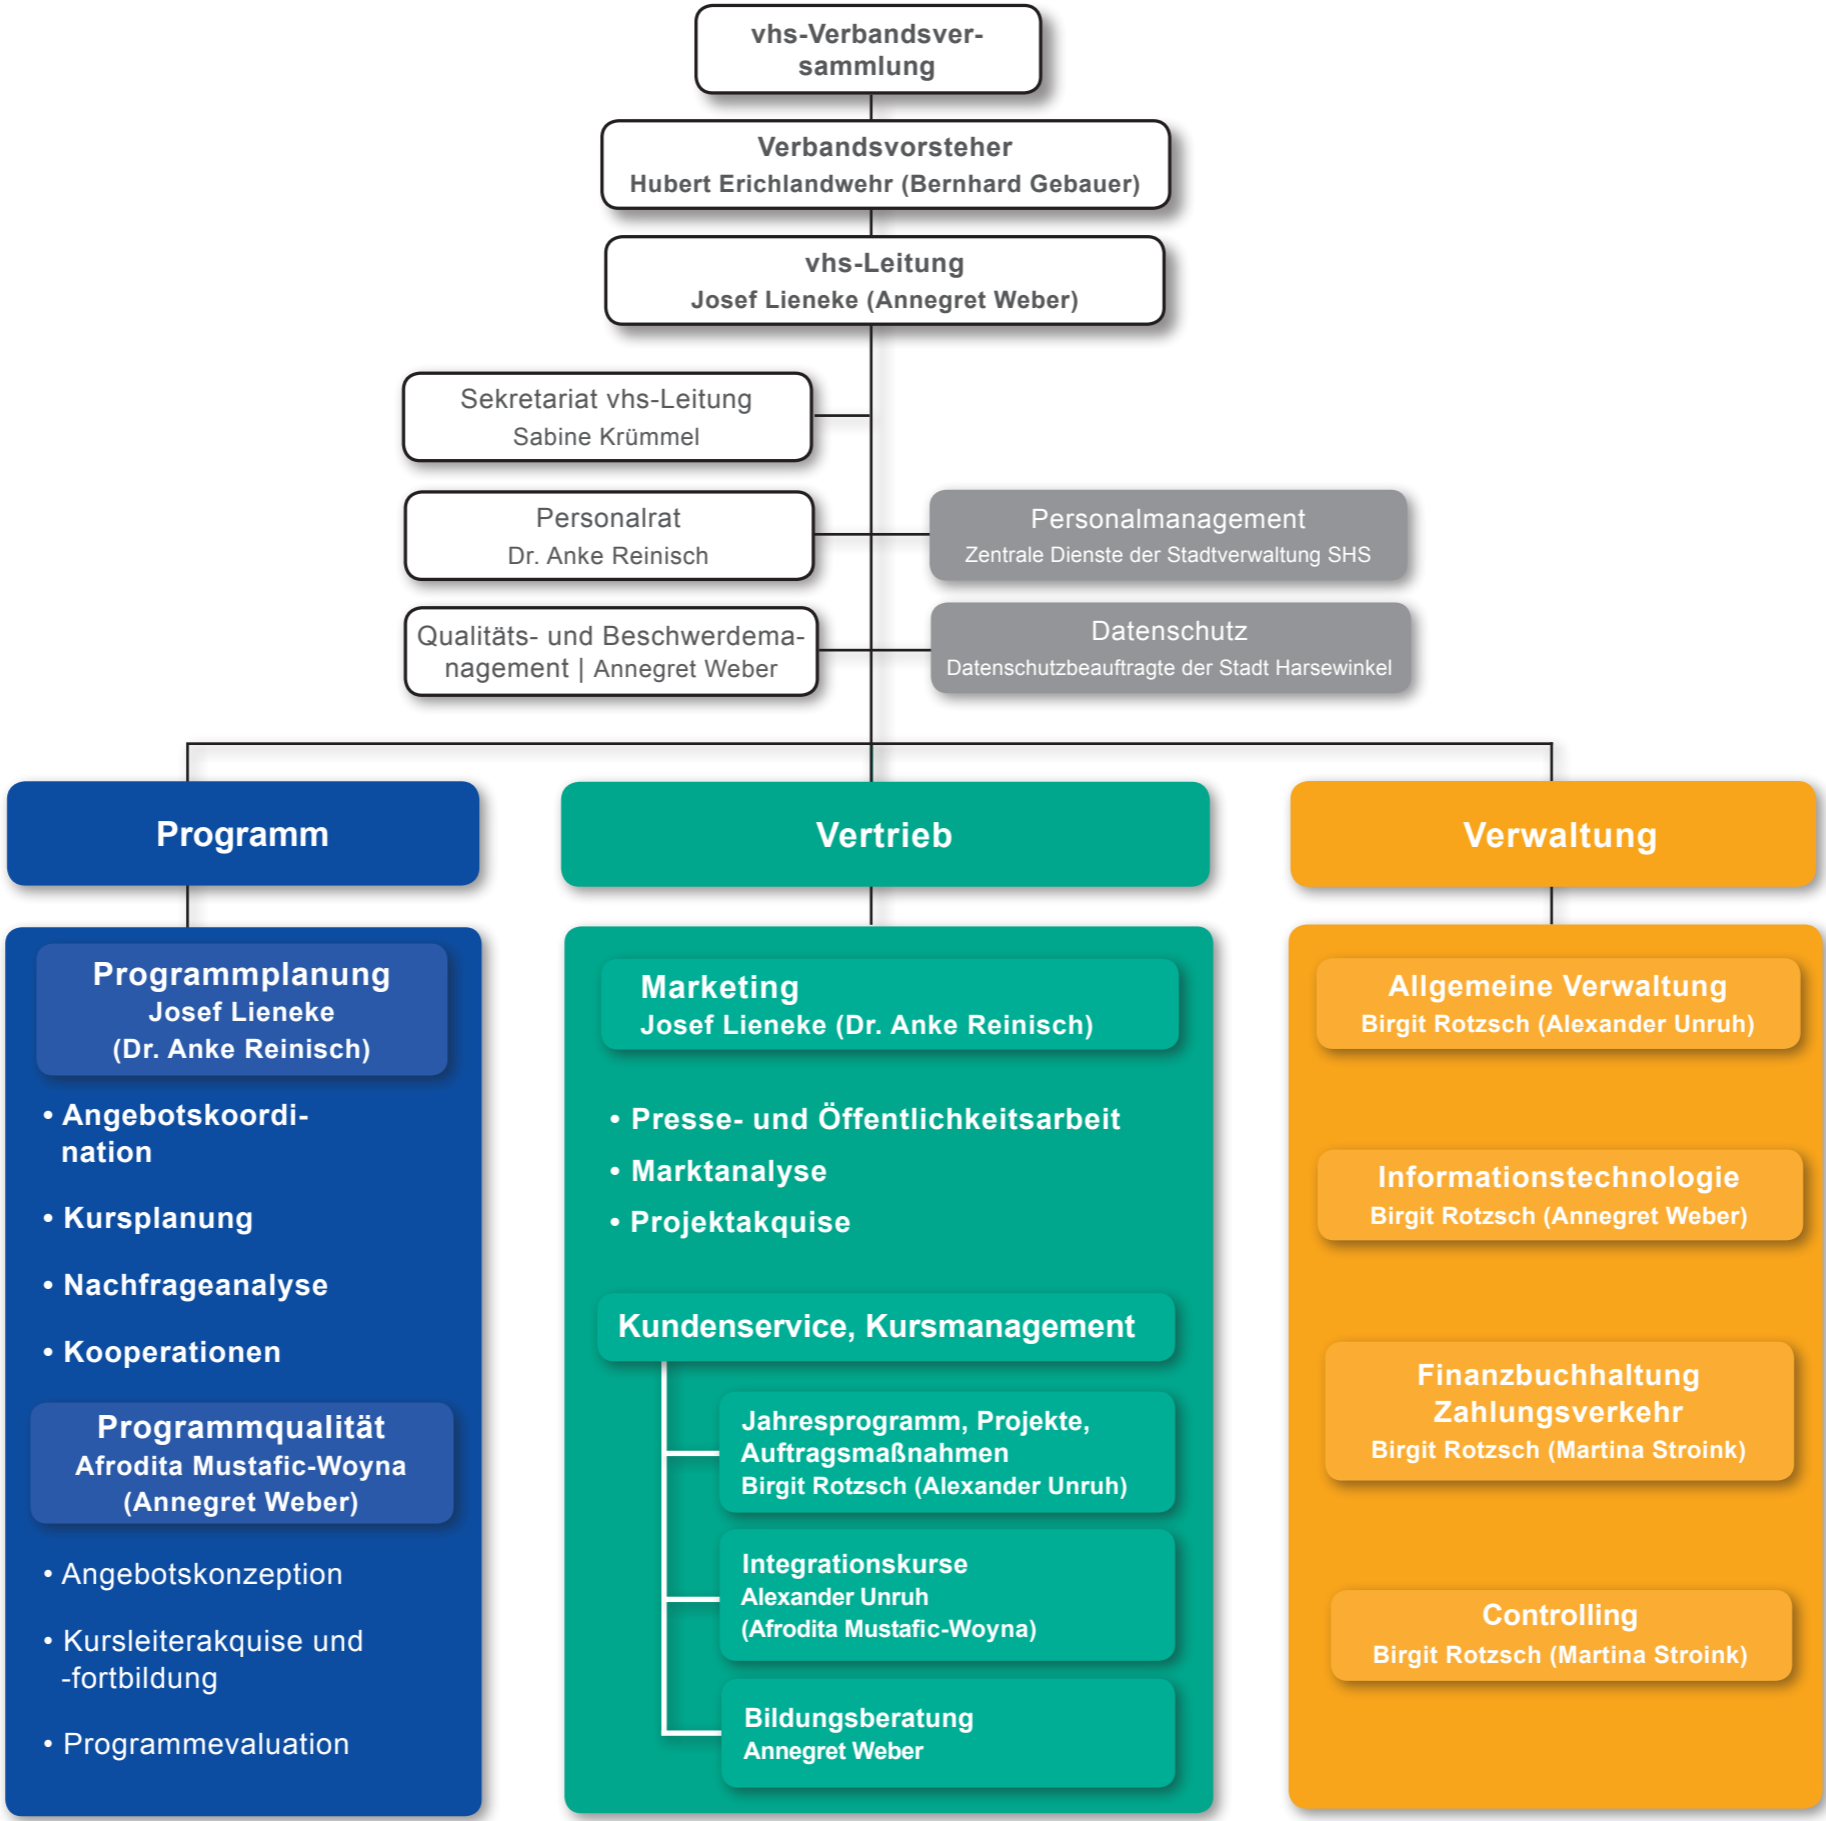 vhs-Verbandsver-
sammlung
Verbandsvorsteher
Hubert Erichlandwehr (Bernhard Gebauer)
vhs-Leitung
Josef Lieneke (Annegret Weber)
Sekretariat vhs-Leitung
Sabine Krümmel
Personalrat
Dr. Anke Reinisch
Personalmanagement
Zentrale Dienste der Stadtverwaltung SHS
Qualitäts- und Beschwerdema-
nagement | Annegret Weber
Datenschutz
Datenschutzbeauftragte der Stadt Harsewinkel
Programm
Programmplanung
Josef Lieneke
(Dr. Anke Reinisch)
• Angebotskoordi-
nation
• Kursplanung
• Nachfrageanalyse
• Kooperationen
Programmqualität
Afrodita Mustafic-Woyna
(Annegret Weber)
• Angebotskonzeption
• Kursleiterakquise und
-fortbildung
• Programmevaluation
Vertrieb
Marketing
Josef Lieneke (Dr. Anke Reinisch)
• Presse- und Öffentlichkeitsarbeit
• Marktanalyse
• Projektakquise
Kundenservice, Kursmanagement
Jahresprogramm, Projekte,
Auftragsmaßnahmen
Birgit Rotzsch (Alexander Unruh)
Integrationskurse
Alexander Unruh
(Afrodita Mustafic-Woyna)
Bildungsberatung
Annegret Weber
Verwaltung
Allgemeine Verwaltung
Birgit Rotzsch (Alexander Unruh)
Informationstechnologie
Birgit Rotzsch (Annegret Weber)
Finanzbuchhaltung
Zahlungsverkehr
Birgit Rotzsch (Martina Stroink)
Controlling
Birgit Rotzsch (Martina Stroink)